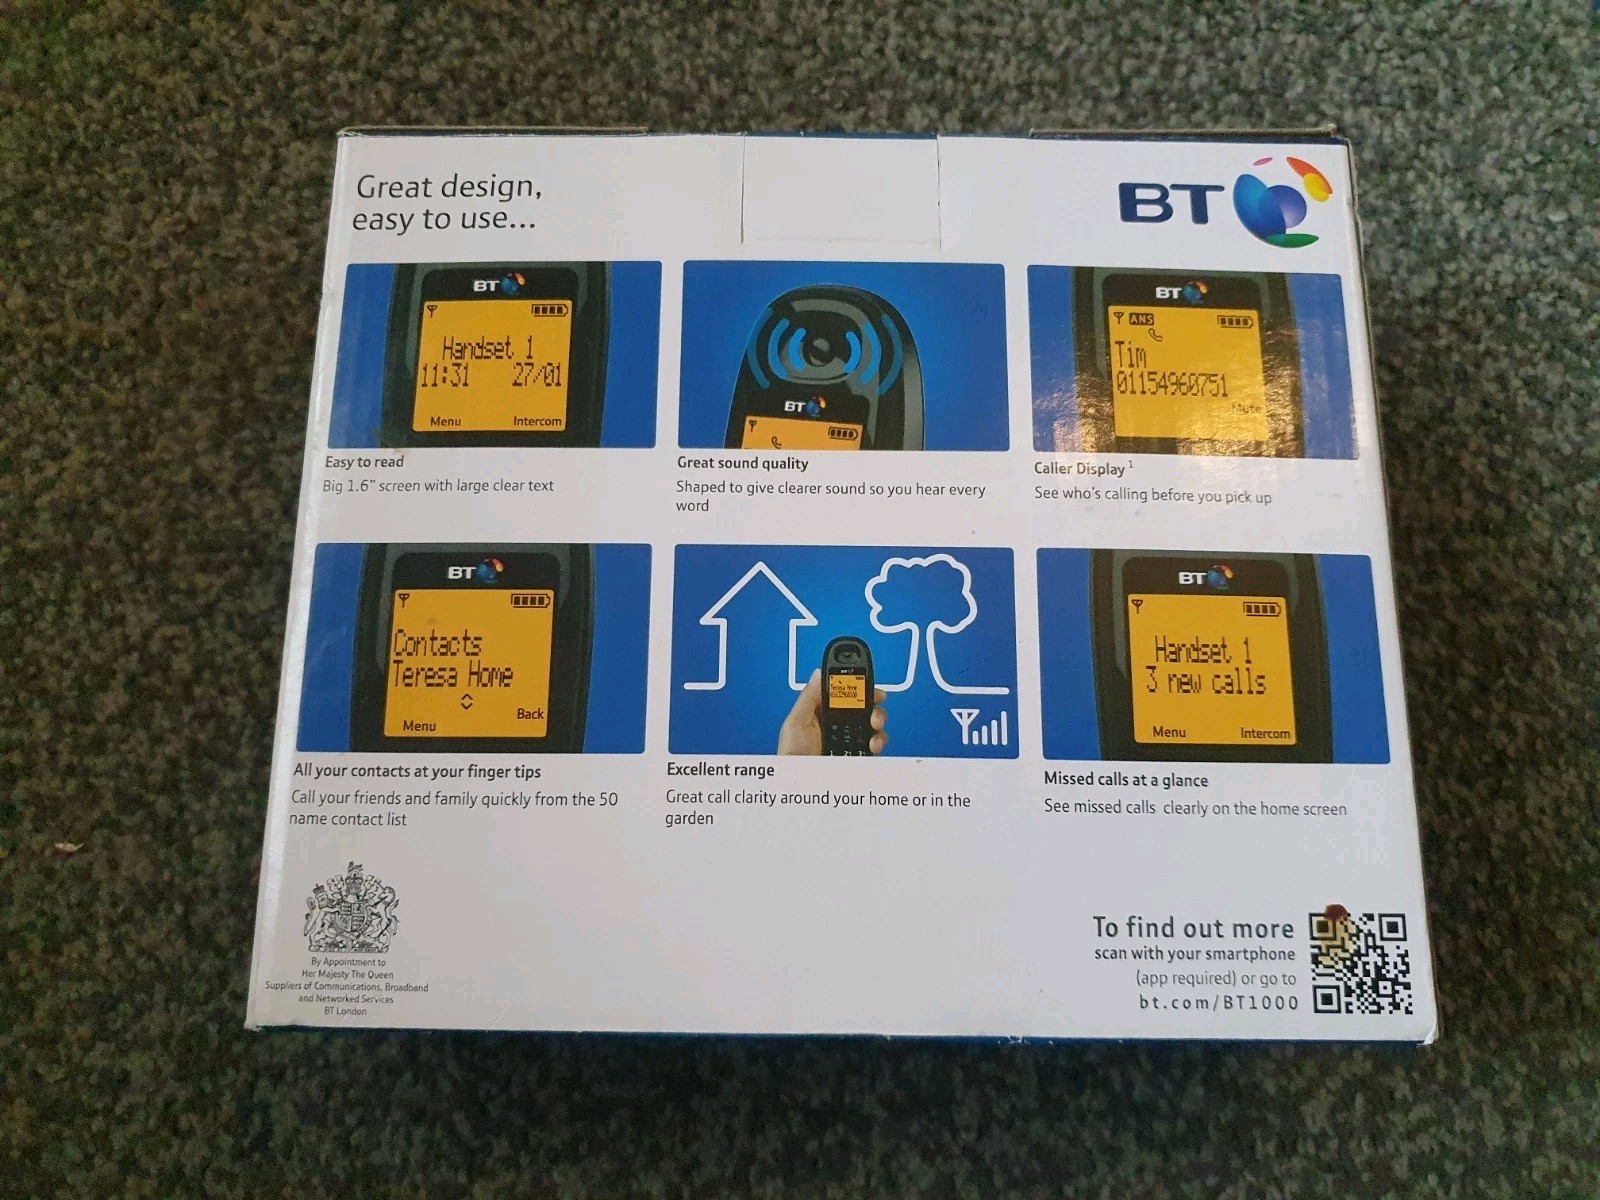 Great design,
easy to use...
BT
BT
Handset 1
11:31 27/01
Menu Intercom
Easy to read
Big 1.6" screen with large clear text
BT
Great sound quality
Shaped to give clearer sound so you hear every
word
BT
ANS
Tim
01154960751
Mute
Caller Display 1
See who's calling before you pick up
BT
Contacts
Teresa Home
Back
Menu
All your contacts at your finger tips
Call your friends and family quickly from the 50
name contact list
Teresa Home
Excellent range
Great call clarity around your home or in the
garden
BT
Handset 1
3 new calls
Menu Intercom
Missed calls at a glance
See missed calls clearly on the home screen
By Appointment to
Her Majesty The Queen
Suppliers of Communications, Broadband
and Networked Services
BT London
To find out more
scan with your smartphone
(app required) or go to
bt.com/BT1000